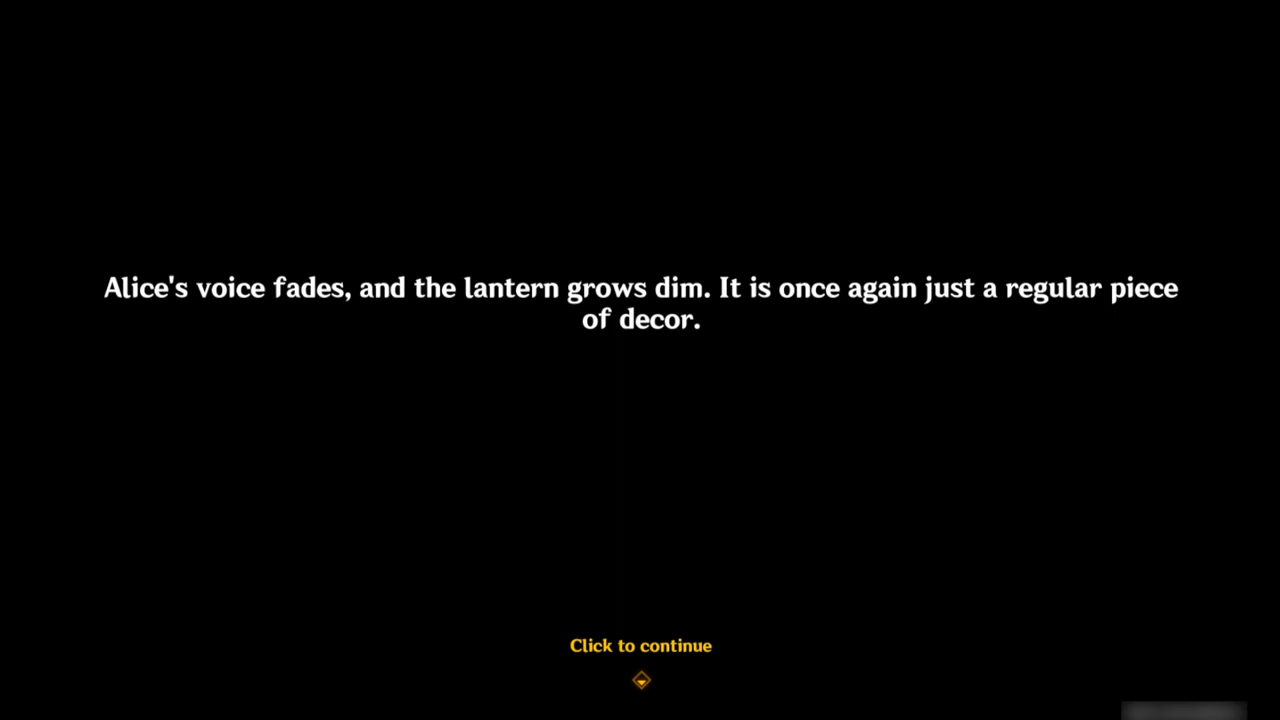 Alice's voice fades, and the lantern grows dim. It is once again just a regular piece
of decor.
Click to continue